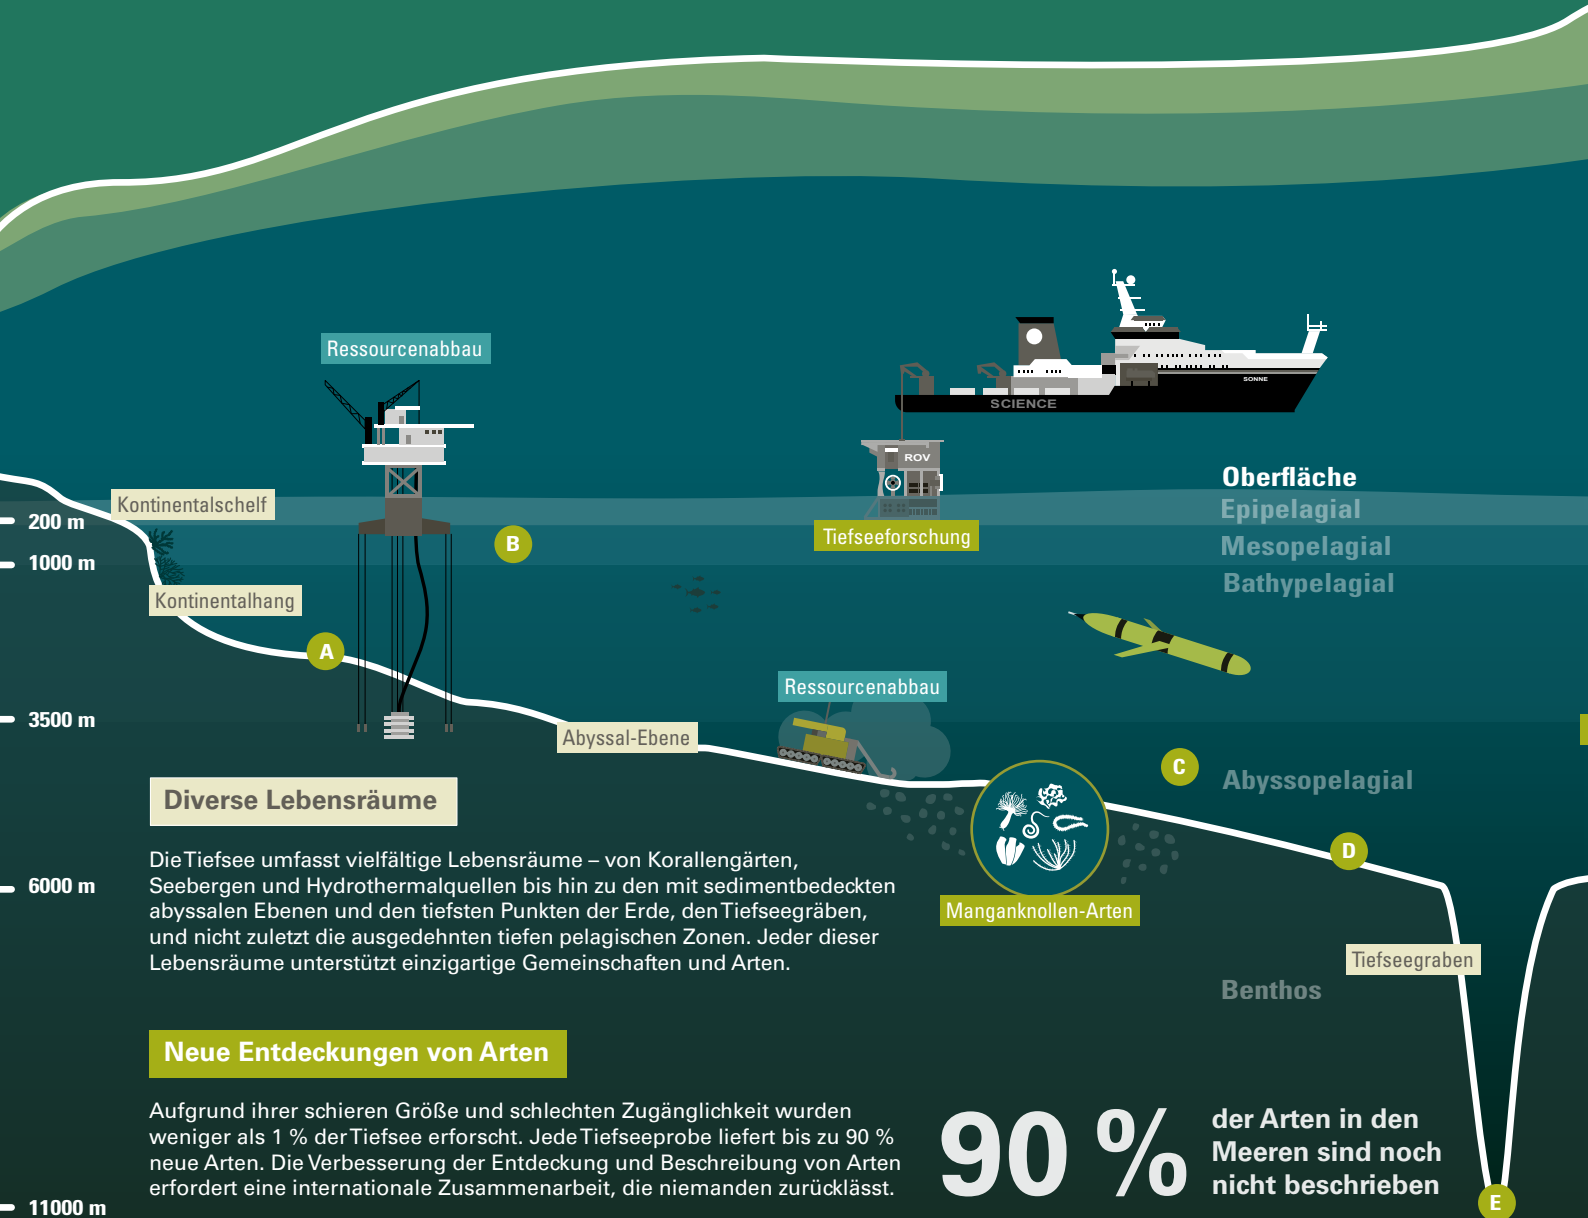 Ressourcenabbau
SONNE
SCIENCE
ROV
Oberfläche
Kontinentalschelf
Epipelagial
200 m
B
Tiefseeforschung
Mesopelagial
1000 m
Bathypelagial
Kontinentalhang
A
Ressourcenabbau
3500 m
Abyssal-Ebene
C
Abyssopelagial
Diverse Lebensräume
Die Tiefsee umfasst vielfältige Lebensräume – von Korallengärten,
Seebergen und Hydrothermalquellen bis hin zu den mit sedimentbedeckten
abyssalen Ebenen und den tiefsten Punkten der Erde, den Tiefseegräben,
und nicht zuletzt die ausgedehnten tiefen pelagischen Zonen. Jeder dieser
Lebensräume unterstützt einzigartige Gemeinschaften und Arten.
D
6000 m
Manganknollen-Arten
Tiefseegraben
Benthos
Neue Entdeckungen von Arten
Aufgrund ihrer schieren Größe und schlechten Zugänglichkeit wurden
weniger als 1 % der Tiefsee erforscht. Jede Tiefseeprobe liefert bis zu 90 %
neue Arten. Die Verbesserung der Entdeckung und Beschreibung von Arten
erfordert eine internationale Zusammenarbeit, die niemanden zurücklässt.
90 %
der Arten in den
Meeren sind noch
nicht beschrieben
E
11000 m